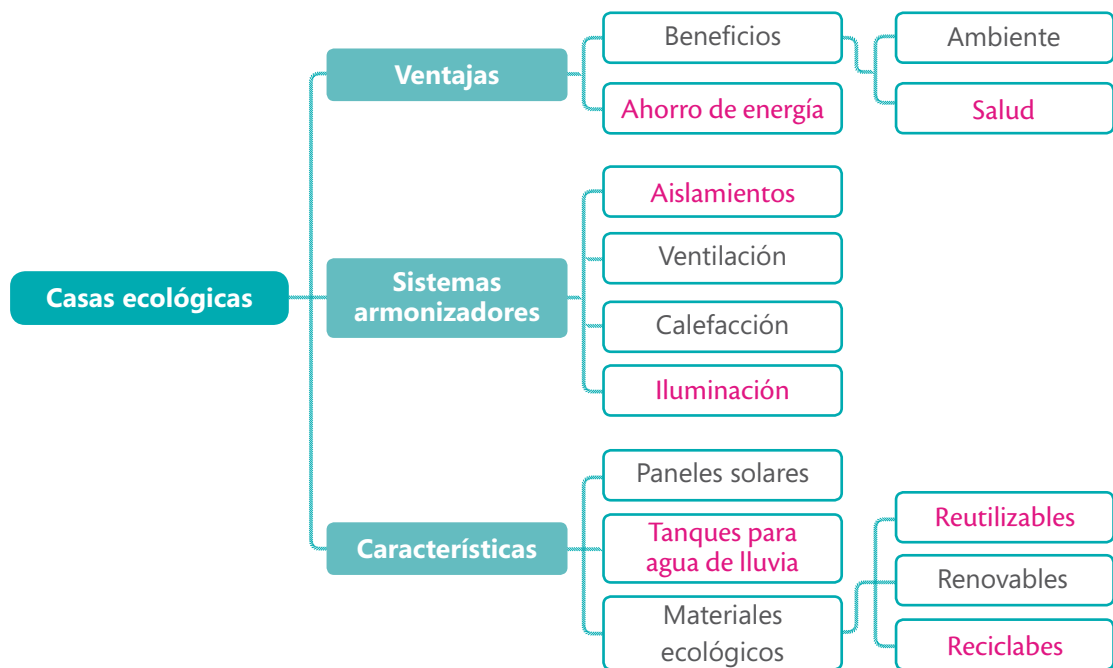 Casas ecológicas
Ventajas
Beneficios
Ambiente
Salud
Ahorro de energía
Sistemas
armonizadores
Aislamientos
Ventilación
Calefacción
Iluminación
Características
Paneles solares
Tanques para
agua de lluvia
Materiales
ecológicos
Reutilizables
Renovables
Reciclabes